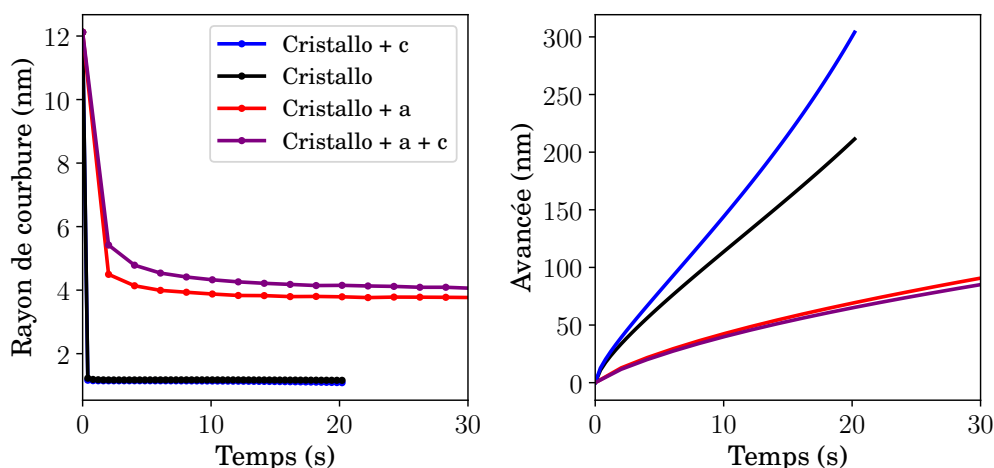 Rayon de courbure (nm)
12
10
8
6
4
2
0
10
20
30
Temps (s)
Cristallo + c
Cristallo
Cristallo + a
Cristallo + a + c
Avancée (nm)
300
250
200
150
100
50
0
0
10
20
30
Temps (s)